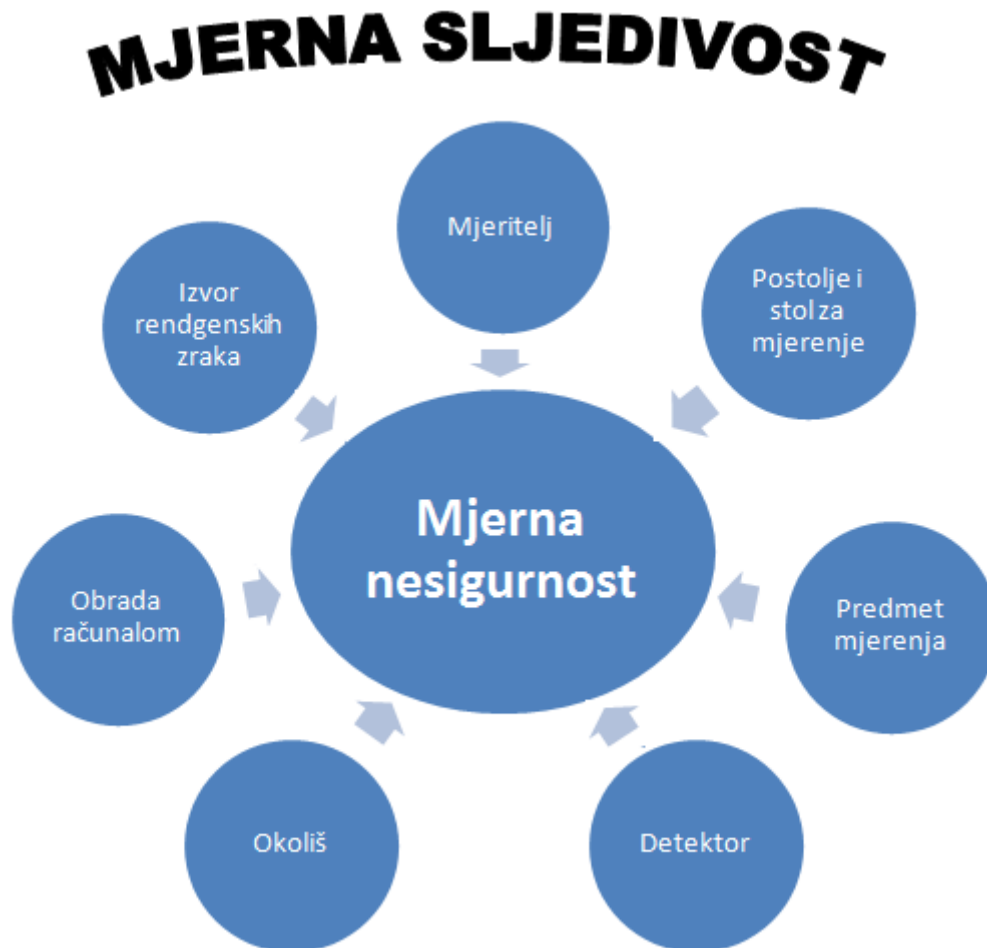 MJERNA SLJEDIVOST
Mjeritelj
Postolje i
stol za
mjerenje
Izvor
rendgenskih
zraka
Mjerna
nesigurnost
Obrada
računalom
Predmet
mjerenja
Okoliš
Detektor